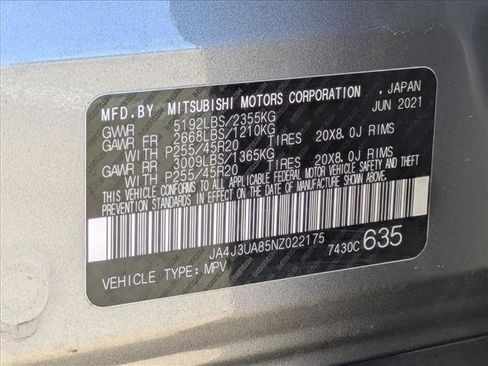 MFD.BY MITSUBISHI MOTORS CORPORATION , JAPAN
GVWR 5192LBS/2355KG JUN 2021
GAWR FR 2668LBS/1210KG
WITH P255/45R20 TIRES 20X8.0J RIMS
GAWR RR 3009LBS/1365KG
WITH P255/45R20 TIRES 20X8.0J RIMS
THIS VEHICLE CONFORMS TO ALL APPLICABLE FEDERAL MOTOR VEHICLE SAFETY AND THEFT
PREVENTION STANDARDS IN EFFECT ON THE DATE OF MANUFACTURE SHOWN ABOVE.
JA4J3UA85NZ022175 7430C 635
VEHICLE TYPE: MPV